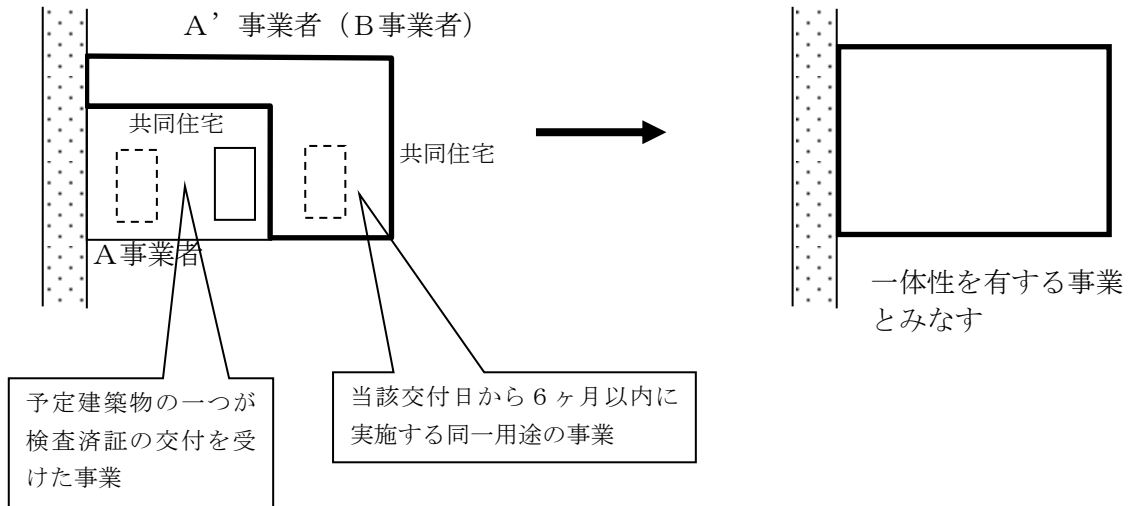 A’事業者(B事業者)
共同住宅
共同住宅
A事業者
一体性を有する事業
とみなす
予定建築物の一つが
検査済証の交付を受
けた事業
当該交付日から6ヶ月以内に
実施する同一用途の事業